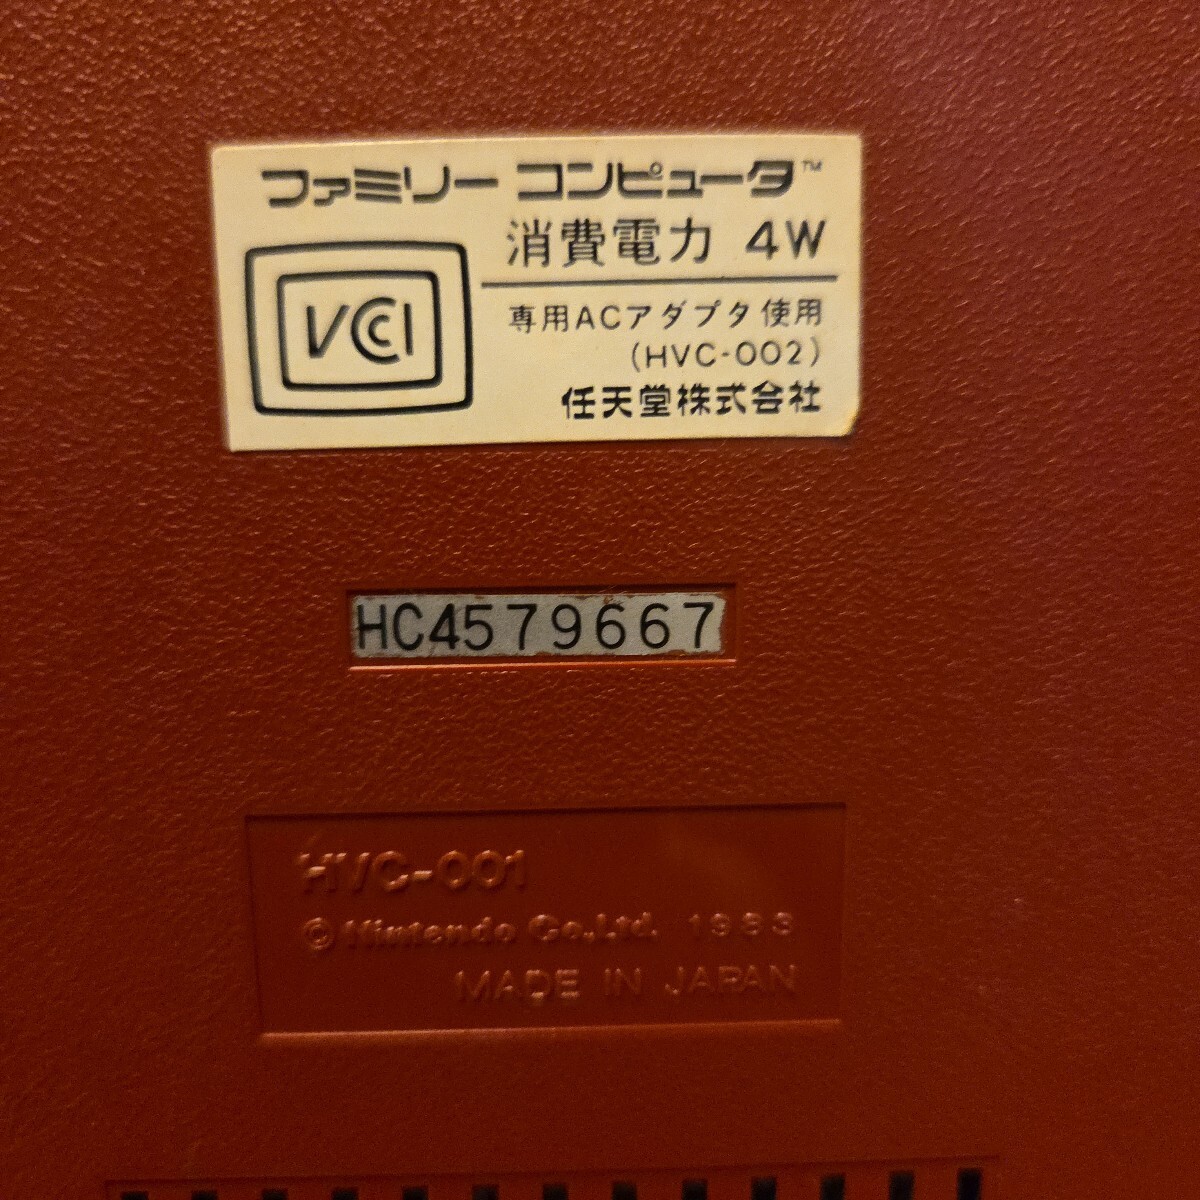 ファミリー コンピュータ™
消費電力 4W
VCCI
専用ACアダプタ使用
(HVC-002)
任天堂株式会社
HC4579667
HVC-001
© Nintendo Co.,Ltd. 1983
MADE IN JAPAN